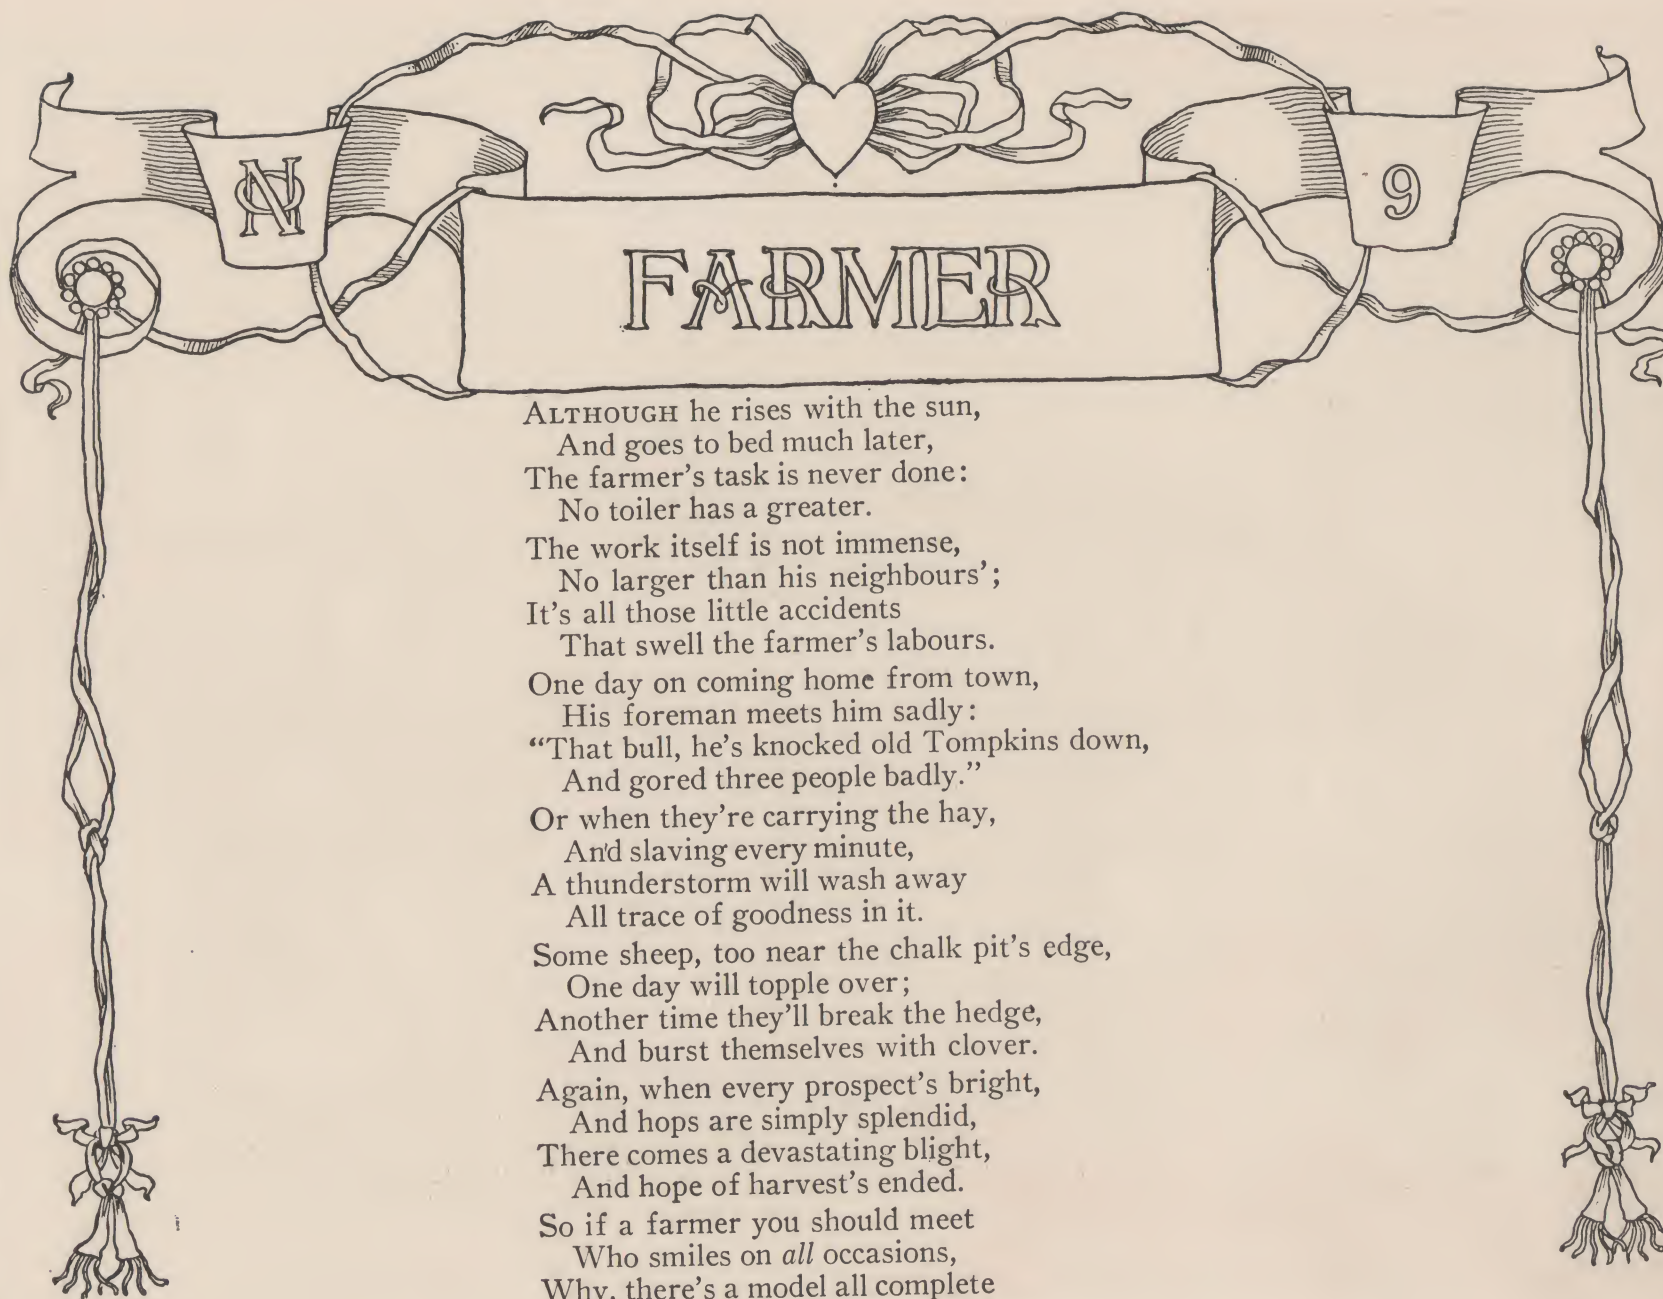 NO
9
FARMER
ALTHOUGH he rises with the sun,
And goes to bed much later,
The farmer's task is never done:
No toiler has a greater.
The work itself is not immense,
No larger than his neighbours';
It's all those little accidents
That swell the farmer's labours.
One day on coming home from town,
His foreman meets him sadly:
“That bull, he's knocked old Tompkins down,
And gored three people badly.”
Or when they're carrying the hay,
And slaving every minute,
A thunderstorm will wash away
All trace of goodness in it.
Some sheep, too near the chalk pit's edge,
One day will topple over;
Another time they'll break the hedge,
And burst themselves with clover.
Again, when every prospect's bright,
And hops are simply splendid,
There comes a devastating blight,
And hope of harvest's ended.
So if a farmer you should meet
Who smiles on all occasions,
Why, there's a model all complete